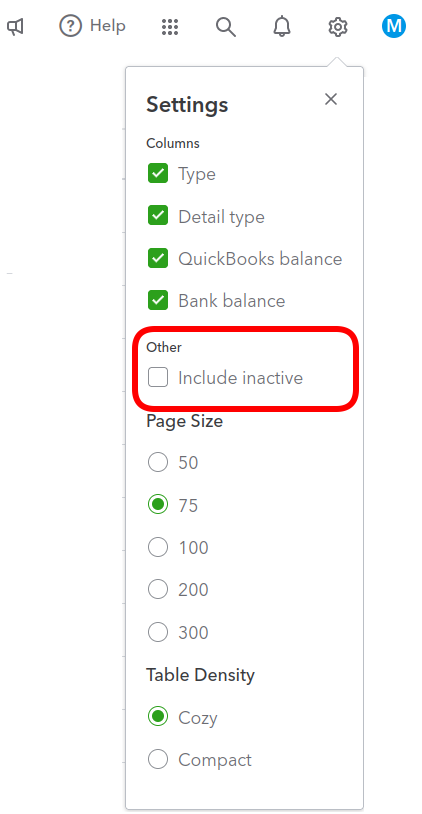 Help
M
Settings
Columns
Type
Detail type
QuickBooks balance
Bank balance
Other
Include inactive
Page Size
50
75
100
200
300
Table Density
Cozy
Compact